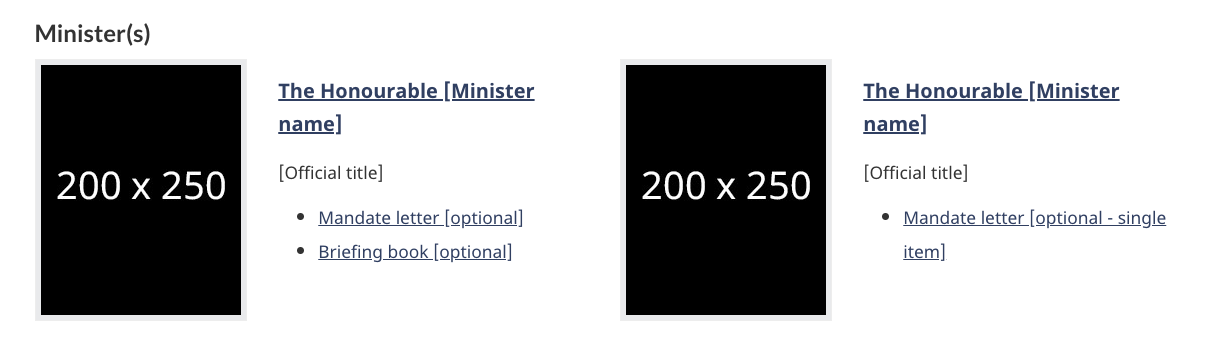 Minister(s)
200 x 250
The Honourable [Minister
name]
[Official title]
Mandate letter [optional]
Briefing book [optional]
200 x 250
The Honourable [Minister
name]
[Official title]
Mandate letter [optional - single
item]